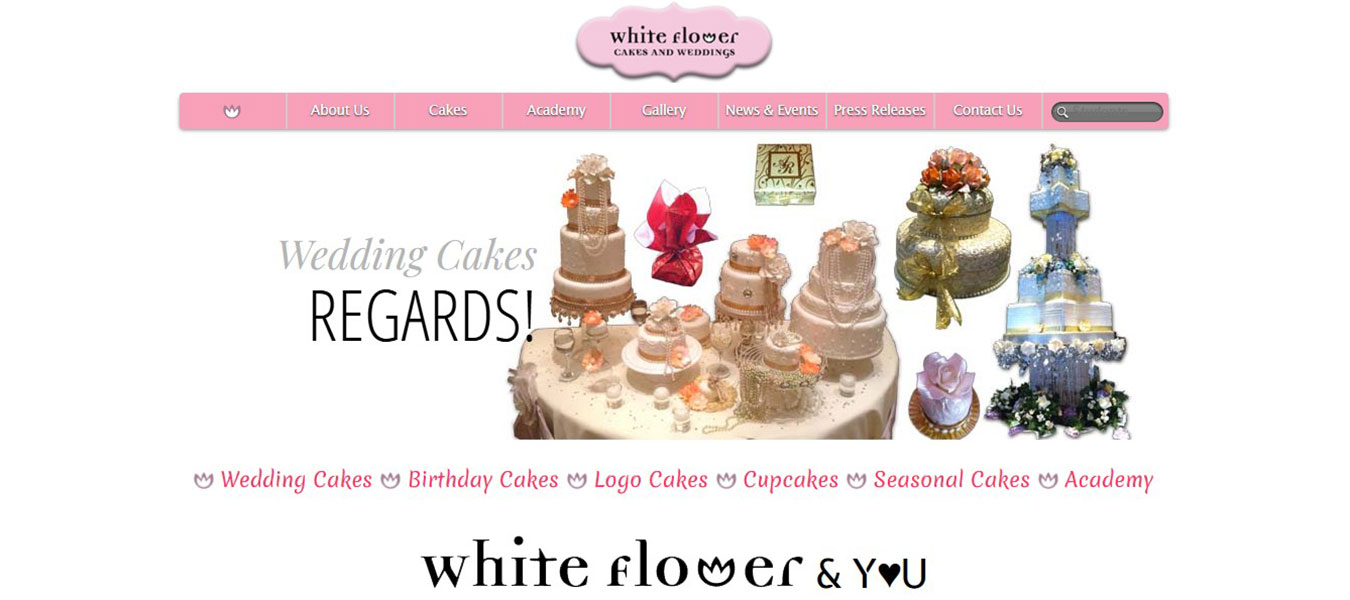 white flower
CAKES AND WEDDINGS
About Us Cakes Academy Gallery News & Events Press Releases Contact Us
AR
Wedding Cakes
REGARDS!
Wedding Cakes Birthday Cakes Logo Cakes Cupcakes Seasonal Cakes Academy
white flower & Y♥U